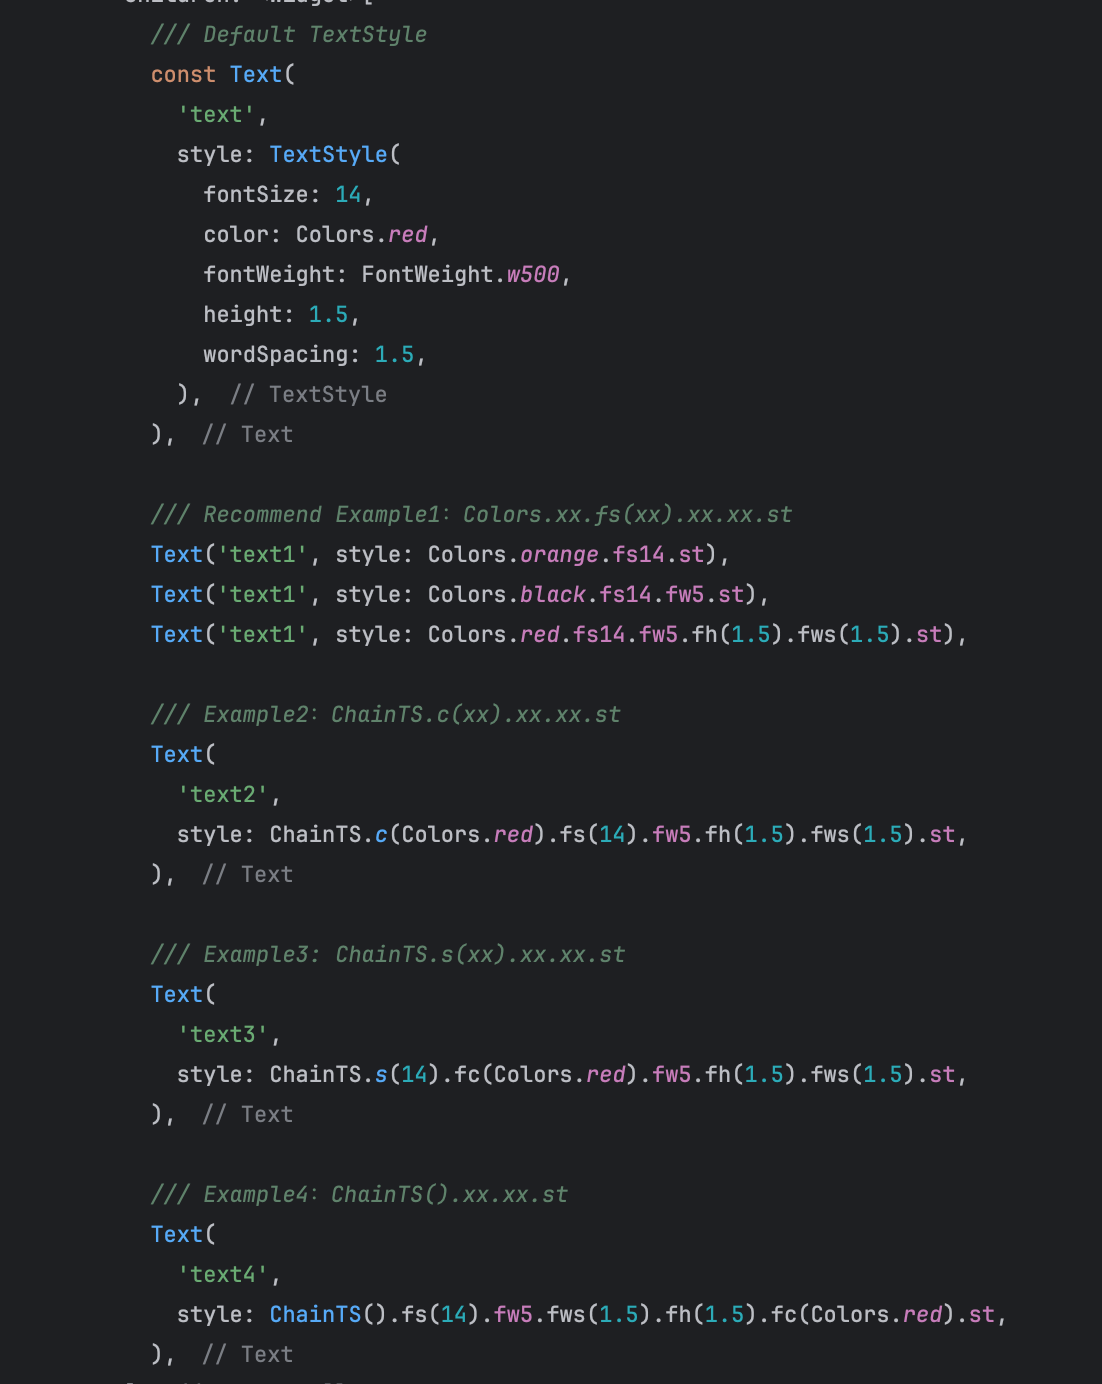 /// Default TextStyle
const Text(
'text',
style: TextStyle(
fontSize: 14,
color: Colors.red,
fontWeight: FontWeight.w500,
height: 1.5,
wordSpacing: 1.5,
), // TextStyle
), // Text
/// Recommend Example1: Colors.xx.fs(xx).xx.xx.st
Text('text1', style: Colors.orange.fs14.st),
Text('text1', style: Colors.black.fs14.fw5.st),
Text('text1', style: Colors.red.fs14.fw5.fh(1.5).fws(1.5).st),
/// Example2: ChainTS.c(xx).xx.xx.st
Text(
'text2',
style: ChainTS.c(Colors.red).fs(14).fw5.fh(1.5).fws(1.5).st,
), // Text
/// Example3: ChainTS.s(xx).xx.xx.st
Text(
'text3',
style: ChainTS.s(14).fc(Colors.red).fw5.fh(1.5).fws(1.5).st,
), // Text
/// Example4: ChainTS().xx.xx.st
Text(
'text4',
style: ChainTS().fs(14).fw5.fws(1.5).fh(1.5).fc(Colors.red).st,
), // Text